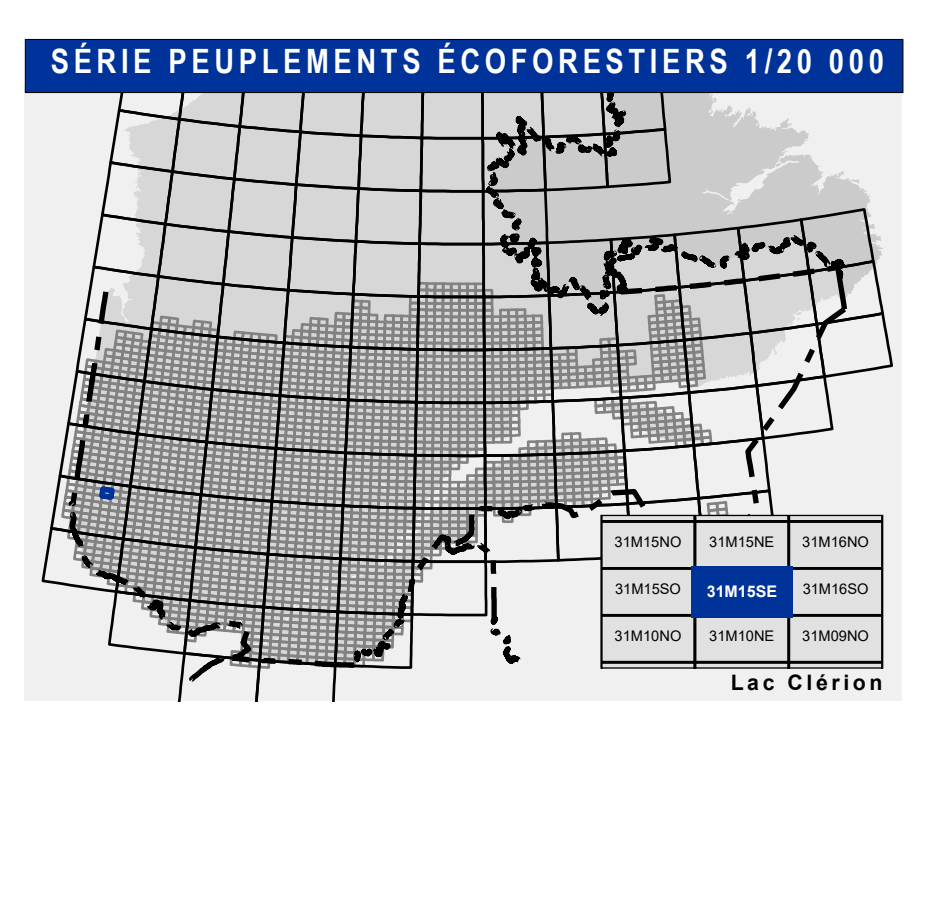 SÉRIE PEUPLEMENTS ÉCOFORESTIERS 1/20 000
31M15NO 31M15NE 31M16NO
31M15SO 31M15SE 31M16SO
31M10NO 31M10NE 31M09NO
Lac Clérion